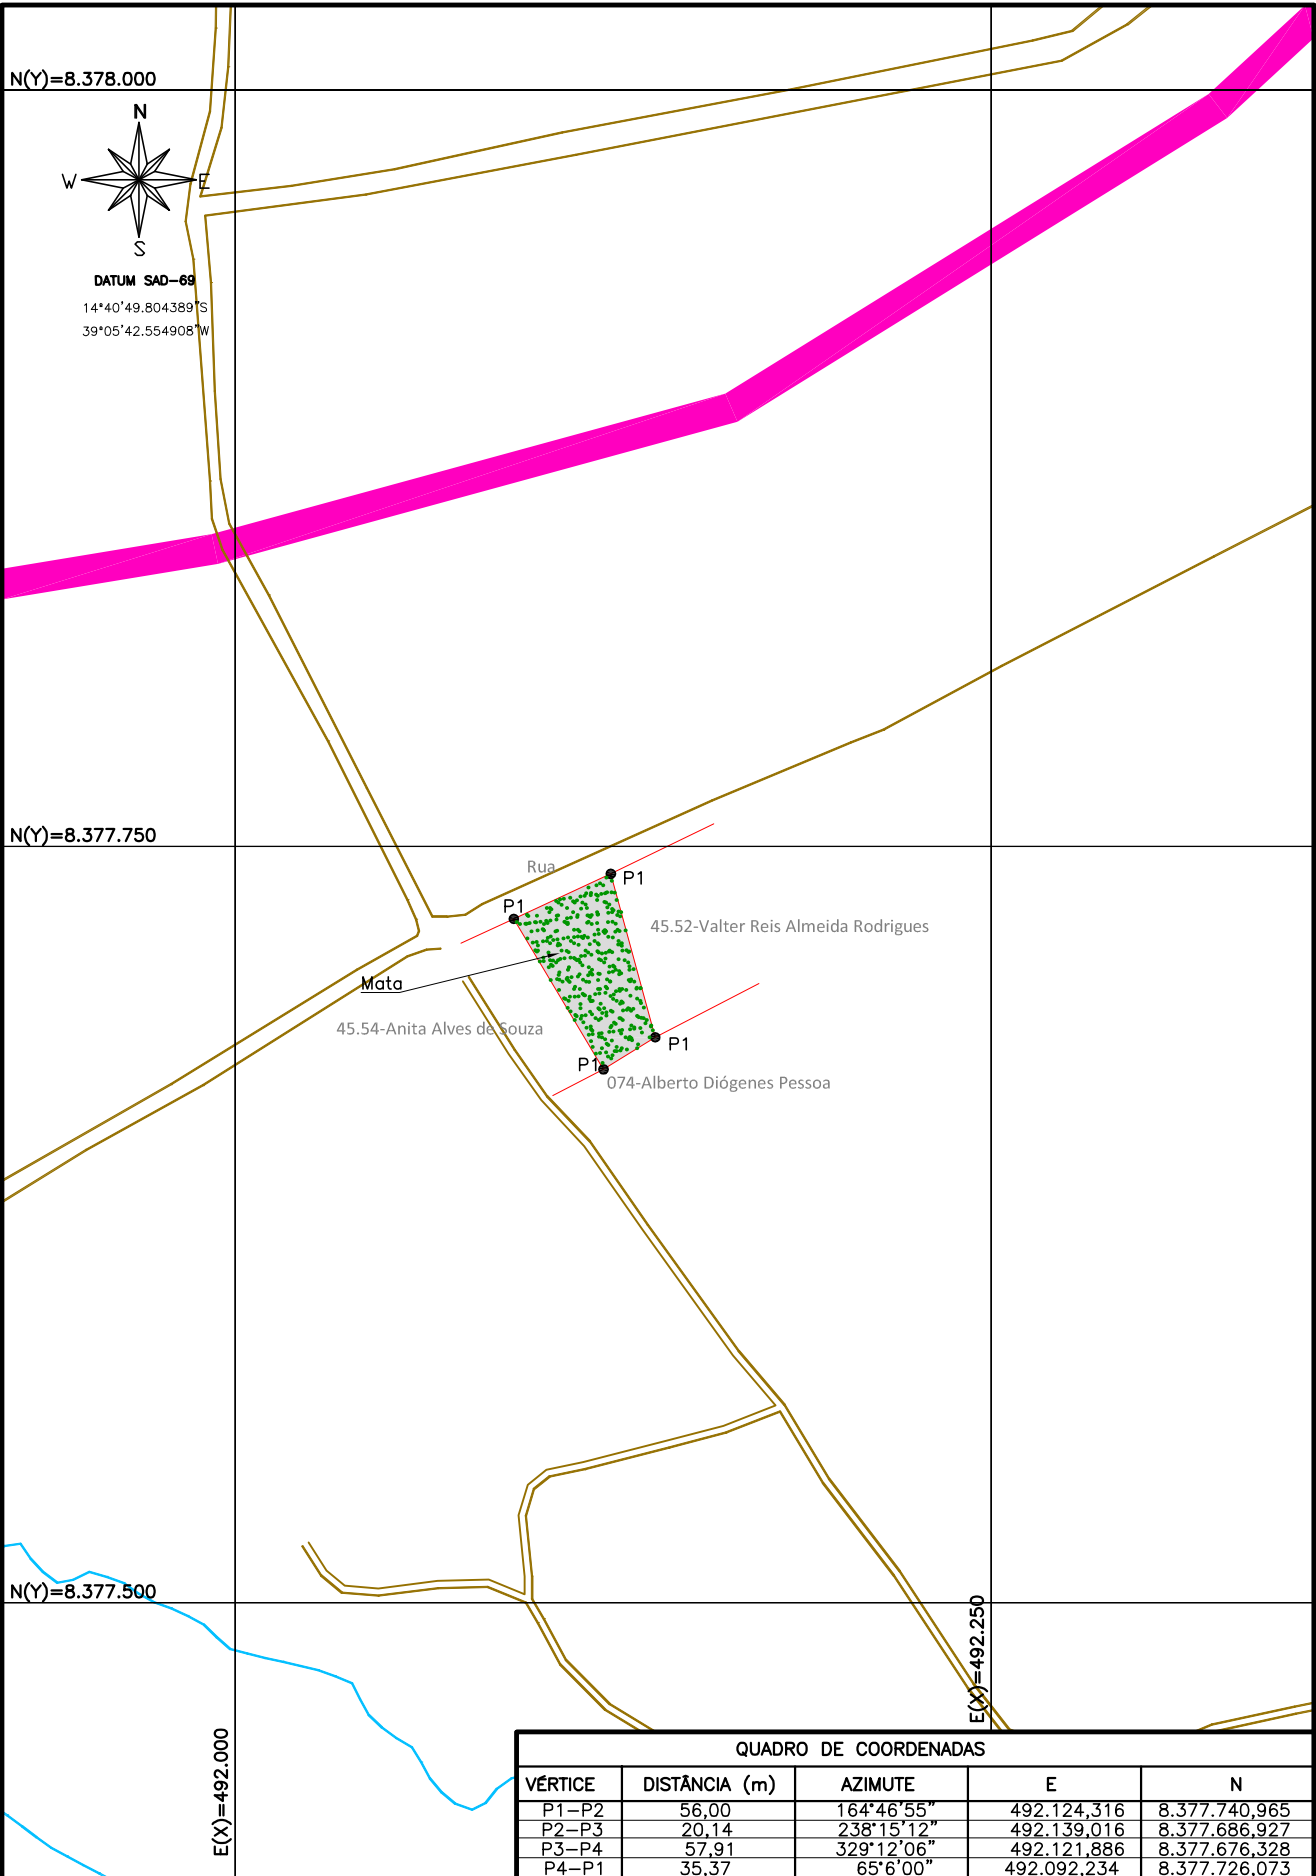 N(Y)=8.378.000
N
W E
S
DATUM SAD-69
14°40'49.804389"S
39°05'42.554908"W
N(Y)=8.377.750
Rua
P1
P1
45.52-Valter Reis Almeida Rodrigues
Mata
45.54-Anita Alves de Souza
P1
P1
074-Alberto Diógenes Pessoa
N(Y)=8.377.500
E(X)=492.000
E(X)=492.250
QUADRO DE COORDENADAS
VÉRTICE DISTÂNCIA (m) AZIMUTE E N
P1-P2 56,00 164°46'55" 492.124,316 8.377.740,965
P2-P3 20,14 238°15'12" 492.139,016 8.377.686,927
P3-P4 57,91 329°12'06" 492.121,886 8.377.676,328
P4-P1 35,37 65°6'00" 492.092,234 8.377.726,073